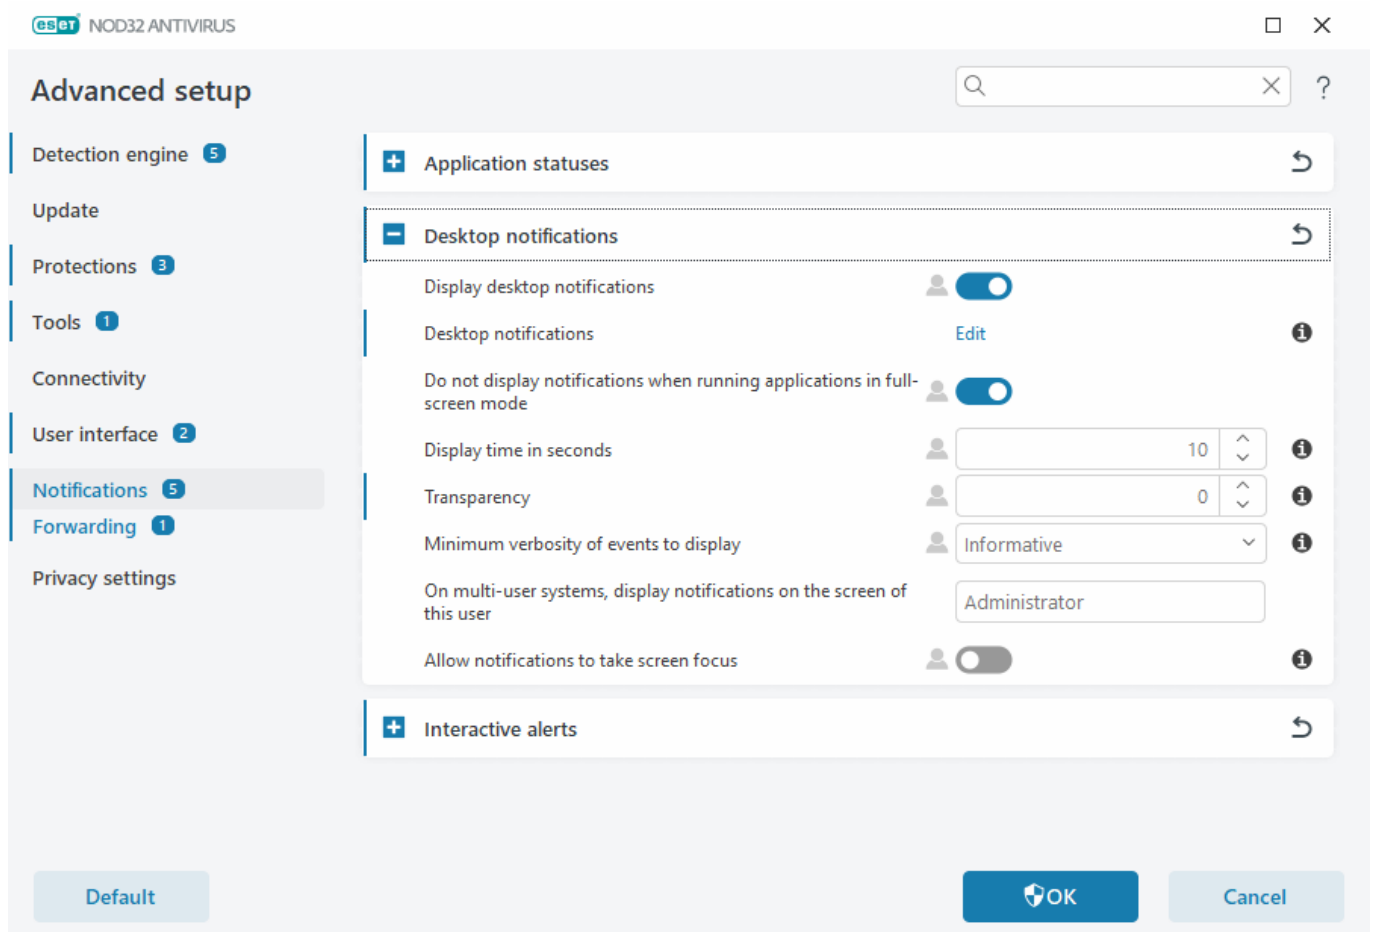 eset NOD32 ANTIVIRUS
Advanced setup
?
Detection engine 5
Update
Protections 3
Tools 1
Connectivity
User interface 2
Notifications 5
Forwarding 1
Privacy settings
Application statuses
Desktop notifications
Display desktop notifications
Desktop notifications Edit
Do not display notifications when running applications in full-
screen mode
Display time in seconds 10
Transparency 0
Minimum verbosity of events to display Informative
On multi-user systems, display notifications on the screen of
this user
Administrator
Allow notifications to take screen focus
Interactive alerts
Default
OK
Cancel